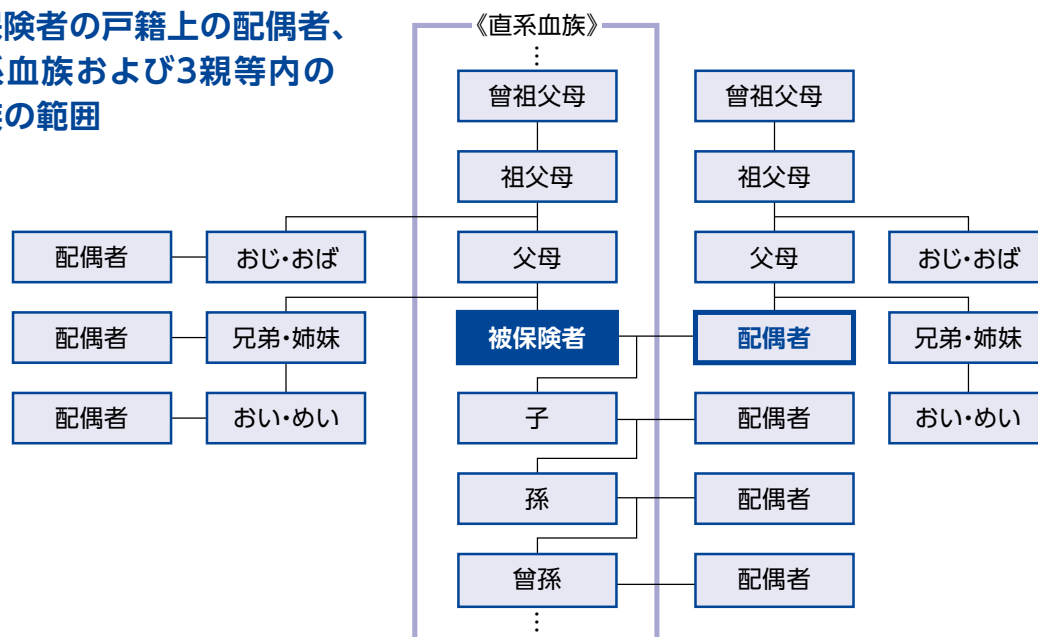 険者の戸籍上の配偶者、
血族および3親等内の
の範囲
《直系血族》
⋮
曾祖父母
曾祖父母
祖父母
祖父母
配偶者
おじ・おば
父母
父母
おじ・おば
配偶者
兄弟・姉妹
被保険者
配偶者
兄弟・姉妹
配偶者
おい・めい
子
配偶者
おい・めい
孫
配偶者
曾孫
配偶者
⋮